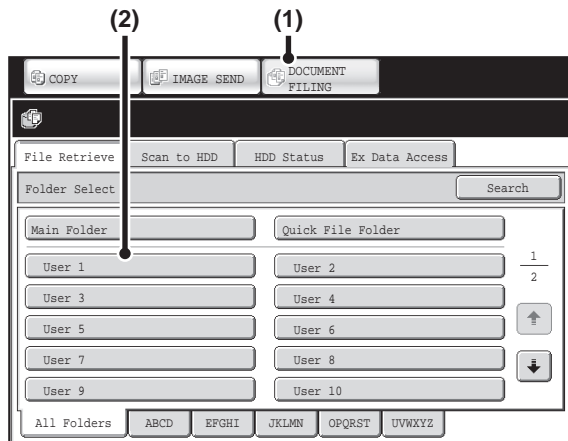 (2) (1)
COPY IMAGE SEND DOCUMENT
FILING
File Retrieve Scan to HDD HDD Status Ex Data Access
Folder Select Search
Main Folder Quick File Folder
User 1 User 2 1
2
User 3 User 4
User 5 User 6
User 7 User 8
User 9 User 10
All Folders ABCD EFGHI JKLMN OPQRST UVWXYZ